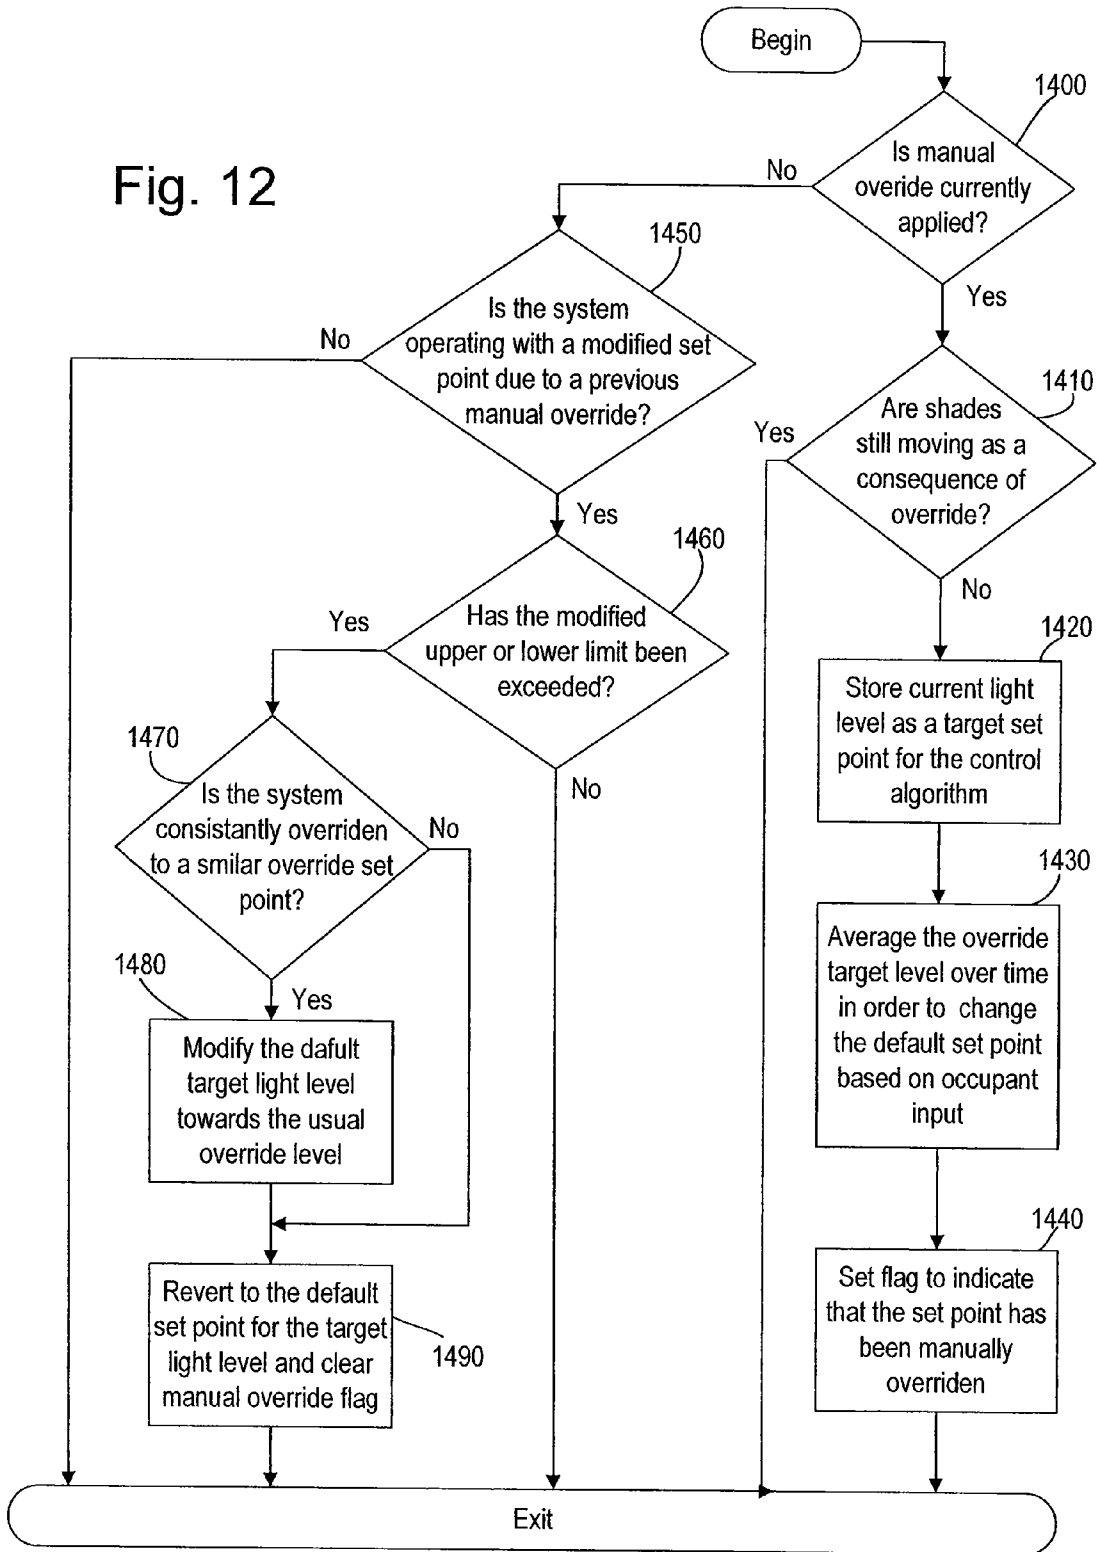 Begin
1400
Is manual
overide currently
applied?
No
Yes
Fig. 12
1450
Is the system
operating with a modified set
point due to a previous
manual override?
No
Yes
1410
Are shades
still moving as a
consequence of
override?
Yes
No
1460
Has the modified
upper or lower limit been
exceeded?
Yes
No
1420
Store current light
level as a target set
point for the control
algorithm
1470
Is the system
consistantly overriden
to a smilar override set
point?
No
Yes
1430
Average the override
target level over time
in order to change
the default set point
based on occupant
input
1480
Modify the dafult
target light level
towards the usual
override level
1440
Set flag to indicate
that the set point has
been manually
overriden
Revert to the default
set point for the target
light level and clear
manual override flag
1490
Exit